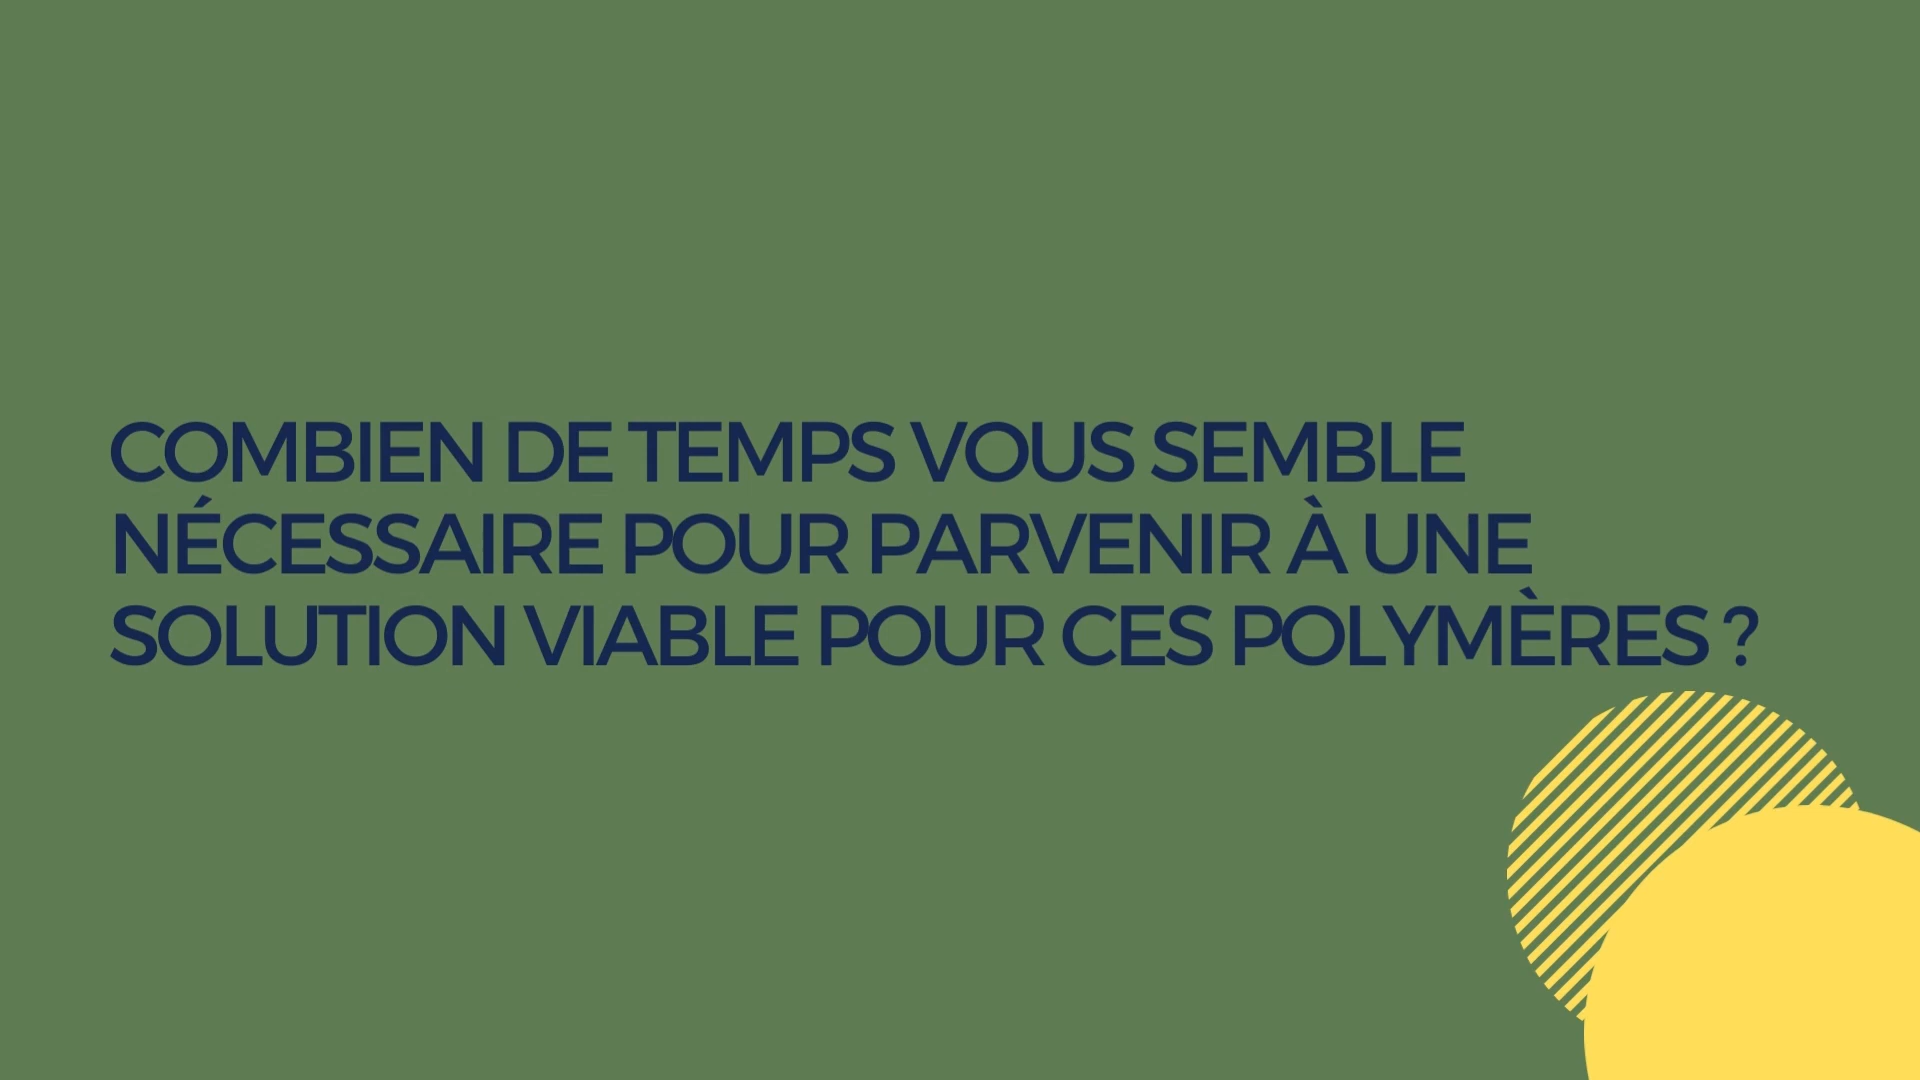 COMBIEN DE TEMPS VOUS SEMBLE
NÉCESSAIRE POUR PARVENIR À UNE
SOLUTION VIABLE POUR CES POLYMÈRES ?